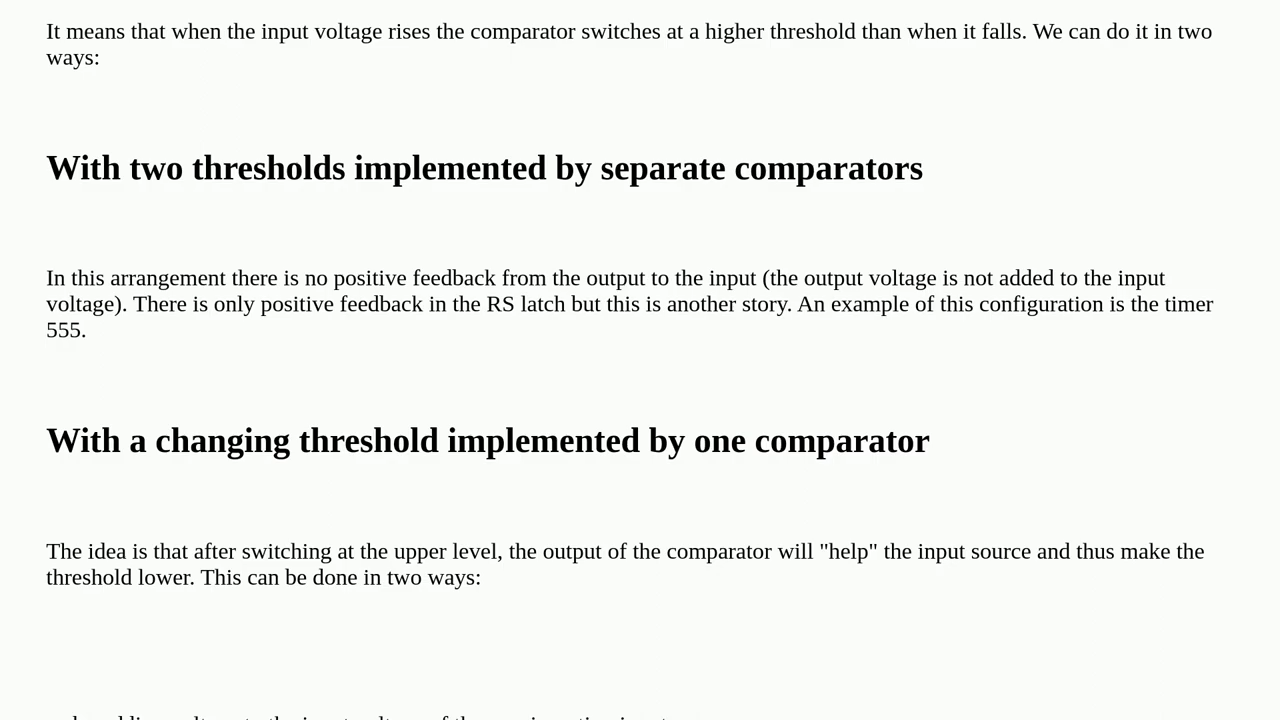 It means that when the input voltage rises the comparator switches at a higher threshold than when it falls. We can do it in two
ways:
With two thresholds implemented by separate comparators
In this arrangement there is no positive feedback from the output to the input (the output voltage is not added to the input
voltage). There is only positive feedback in the RS latch but this is another story. An example of this configuration is the timer
555.
With a changing threshold implemented by one comparator
The idea is that after switching at the upper level, the output of the comparator will "help" the input source and thus make the
threshold lower. This can be done in two ways: